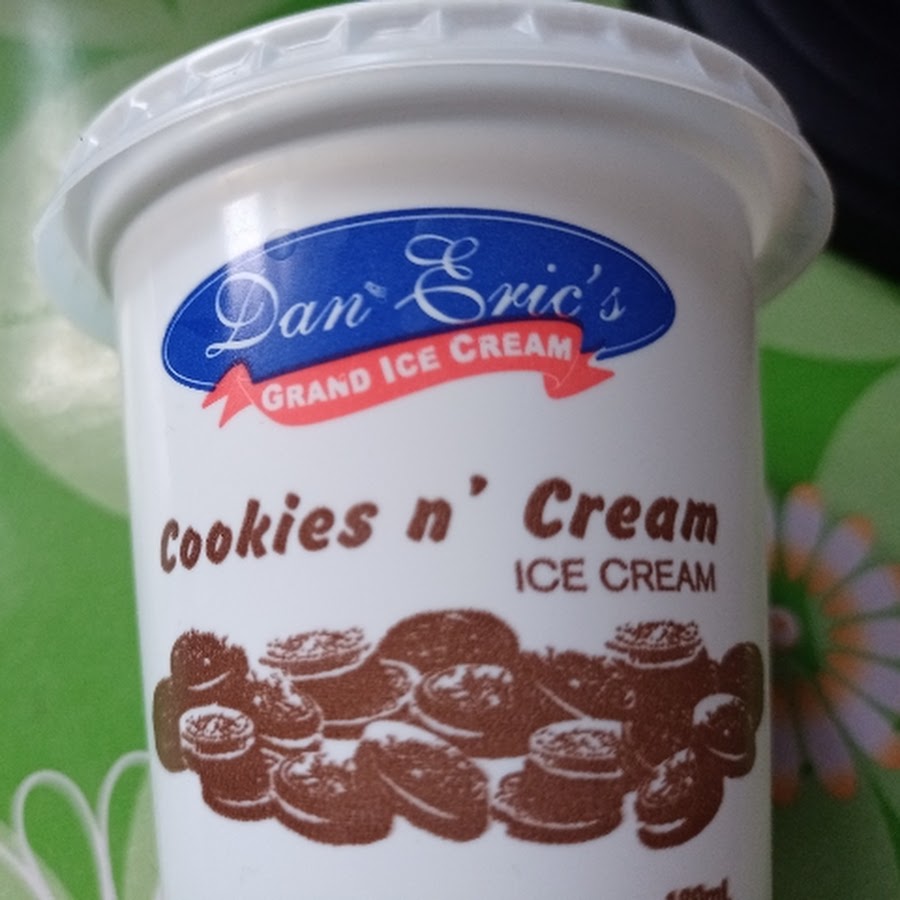 Dan Eric's
GRAND ICE CREAM
Cookies n' Cream
ICE CREAM